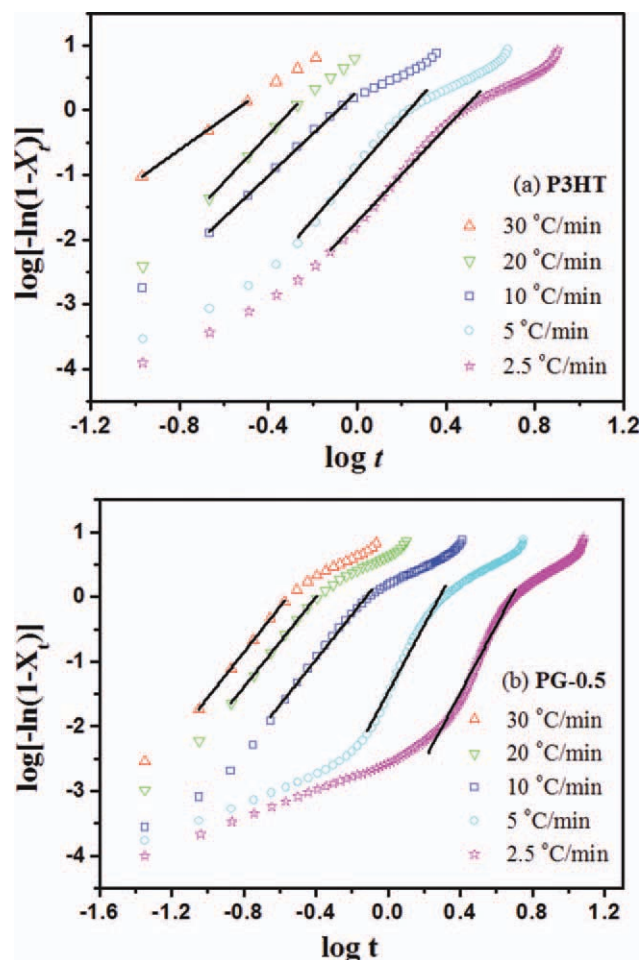 1
0
-1
-2
-3
-4
log[-ln(1-Xt)]
(a) P3HT
30 °C/min
20 °C/min
10 °C/min
5 °C/min
2.5 °C/min
-1.2 -0.8 -0.4 0.0 0.4 0.8 1.2
log t
1
0
-1
-2
-3
-4
log[-ln(1-Xt)]
(b) PG-0.5
30 °C/min
20 °C/min
10 °C/min
5 °C/min
2.5 °C/min
-1.6 -1.2 -0.8 -0.4 0.0 0.4 0.8 1.2
log t